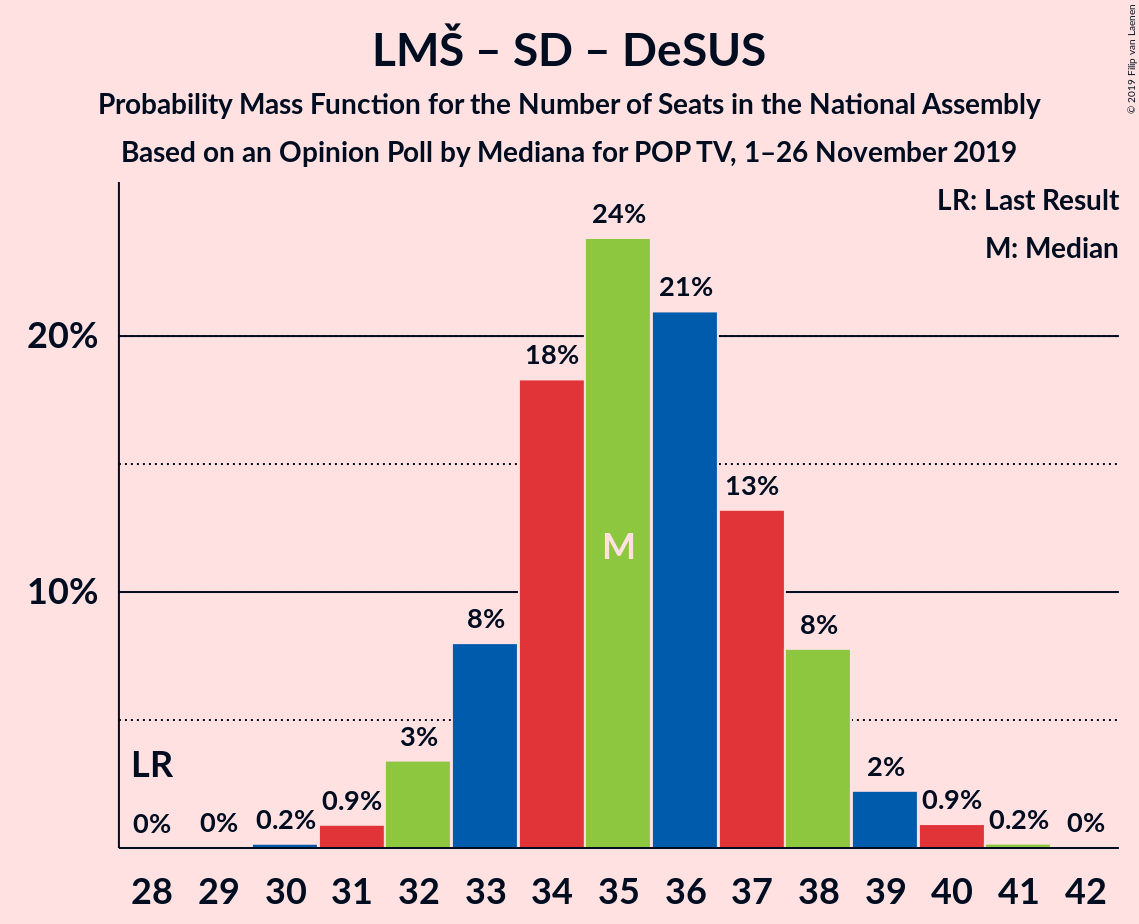 LMŠ – SD – DeSUS
Probability Mass Function for the Number of Seats in the National Assembly
Based on an Opinion Poll by Mediana for POP TV, 1–26 November 2019
© 2019 Filip van Laenen
LR: Last Result
M: Median
20%
10%
LR
0%
0%
0.2%
0.9%
3%
8%
18%
24%
M
21%
13%
8%
2%
0.9%
0.2%
0%
28 29 30 31 32 33 34 35 36 37 38 39 40 41 42